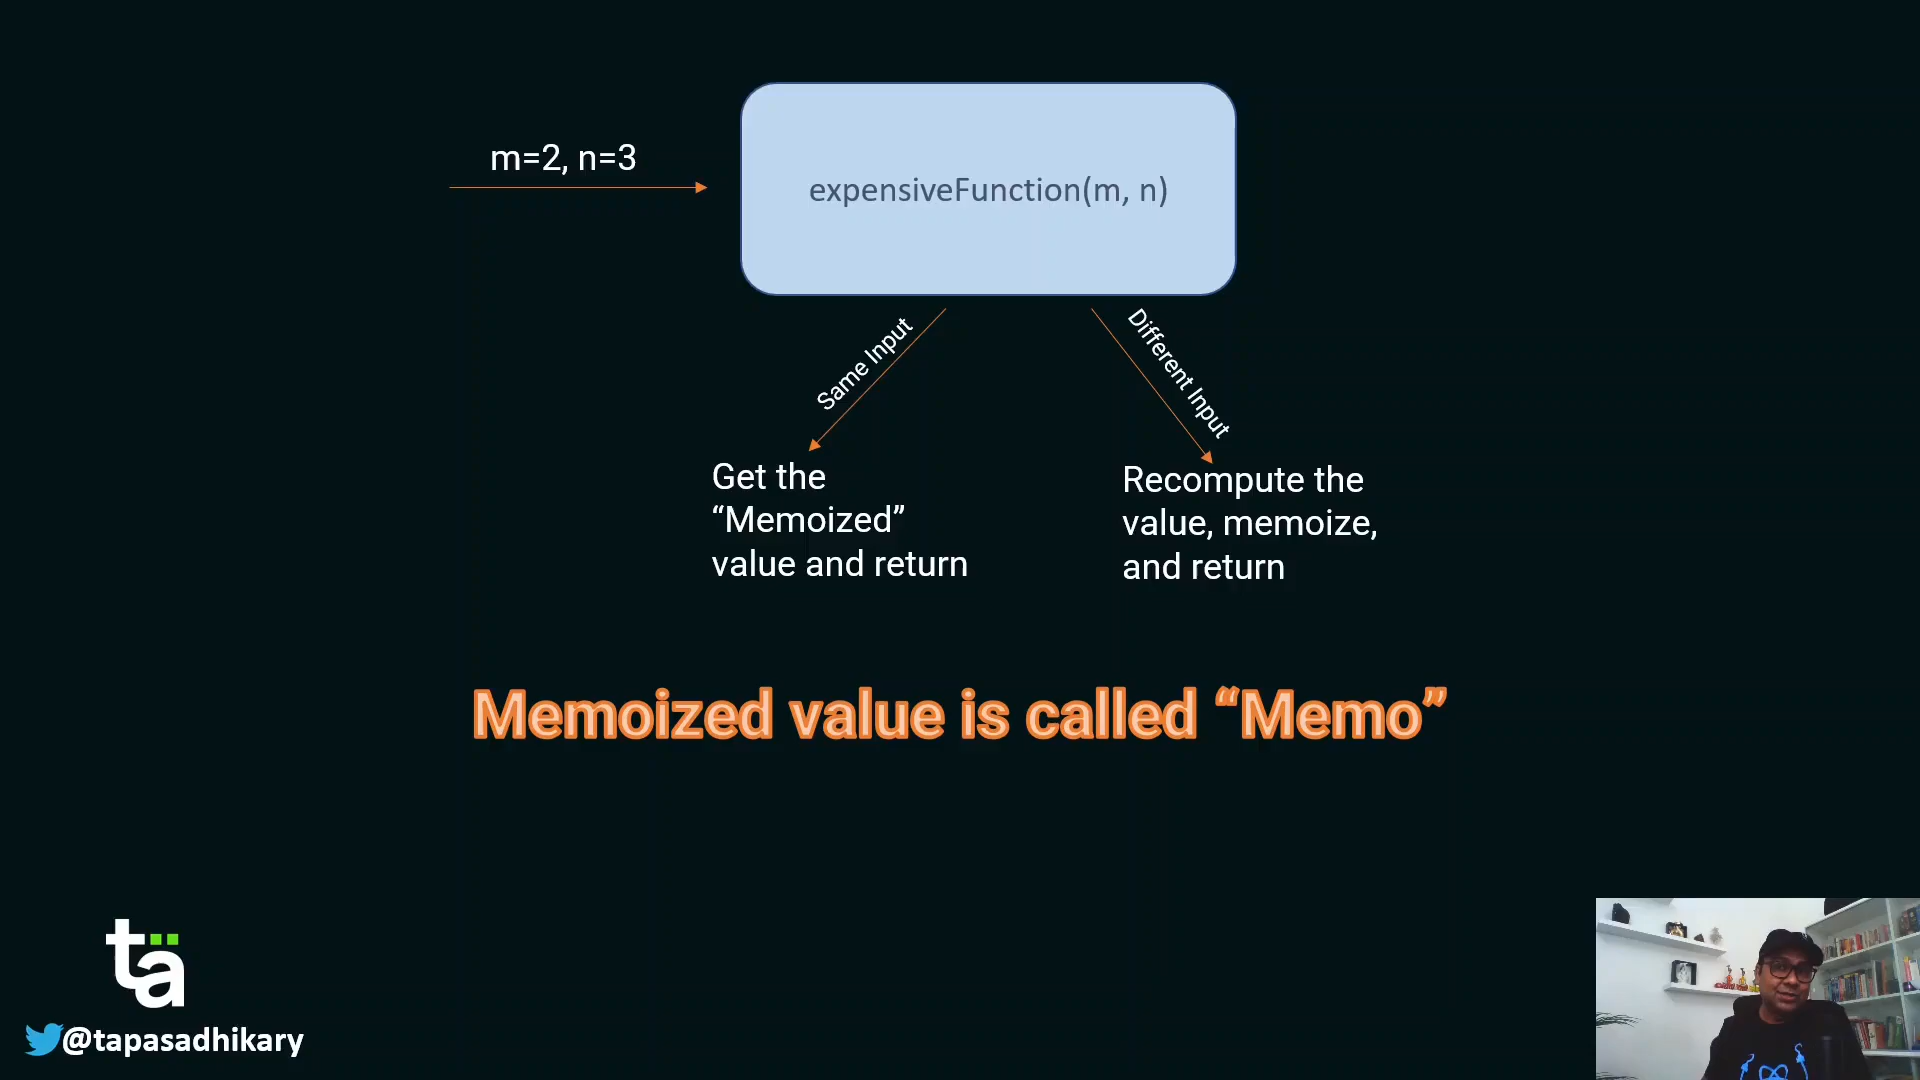 m=2, n=3
expensiveFunction(m, n)
Same Input
Different Input
Get the
“Memoized”
value and return
Recompute the
value, memoize,
and return
Memoized value is called “Memo”
ta
@tapasadhikary